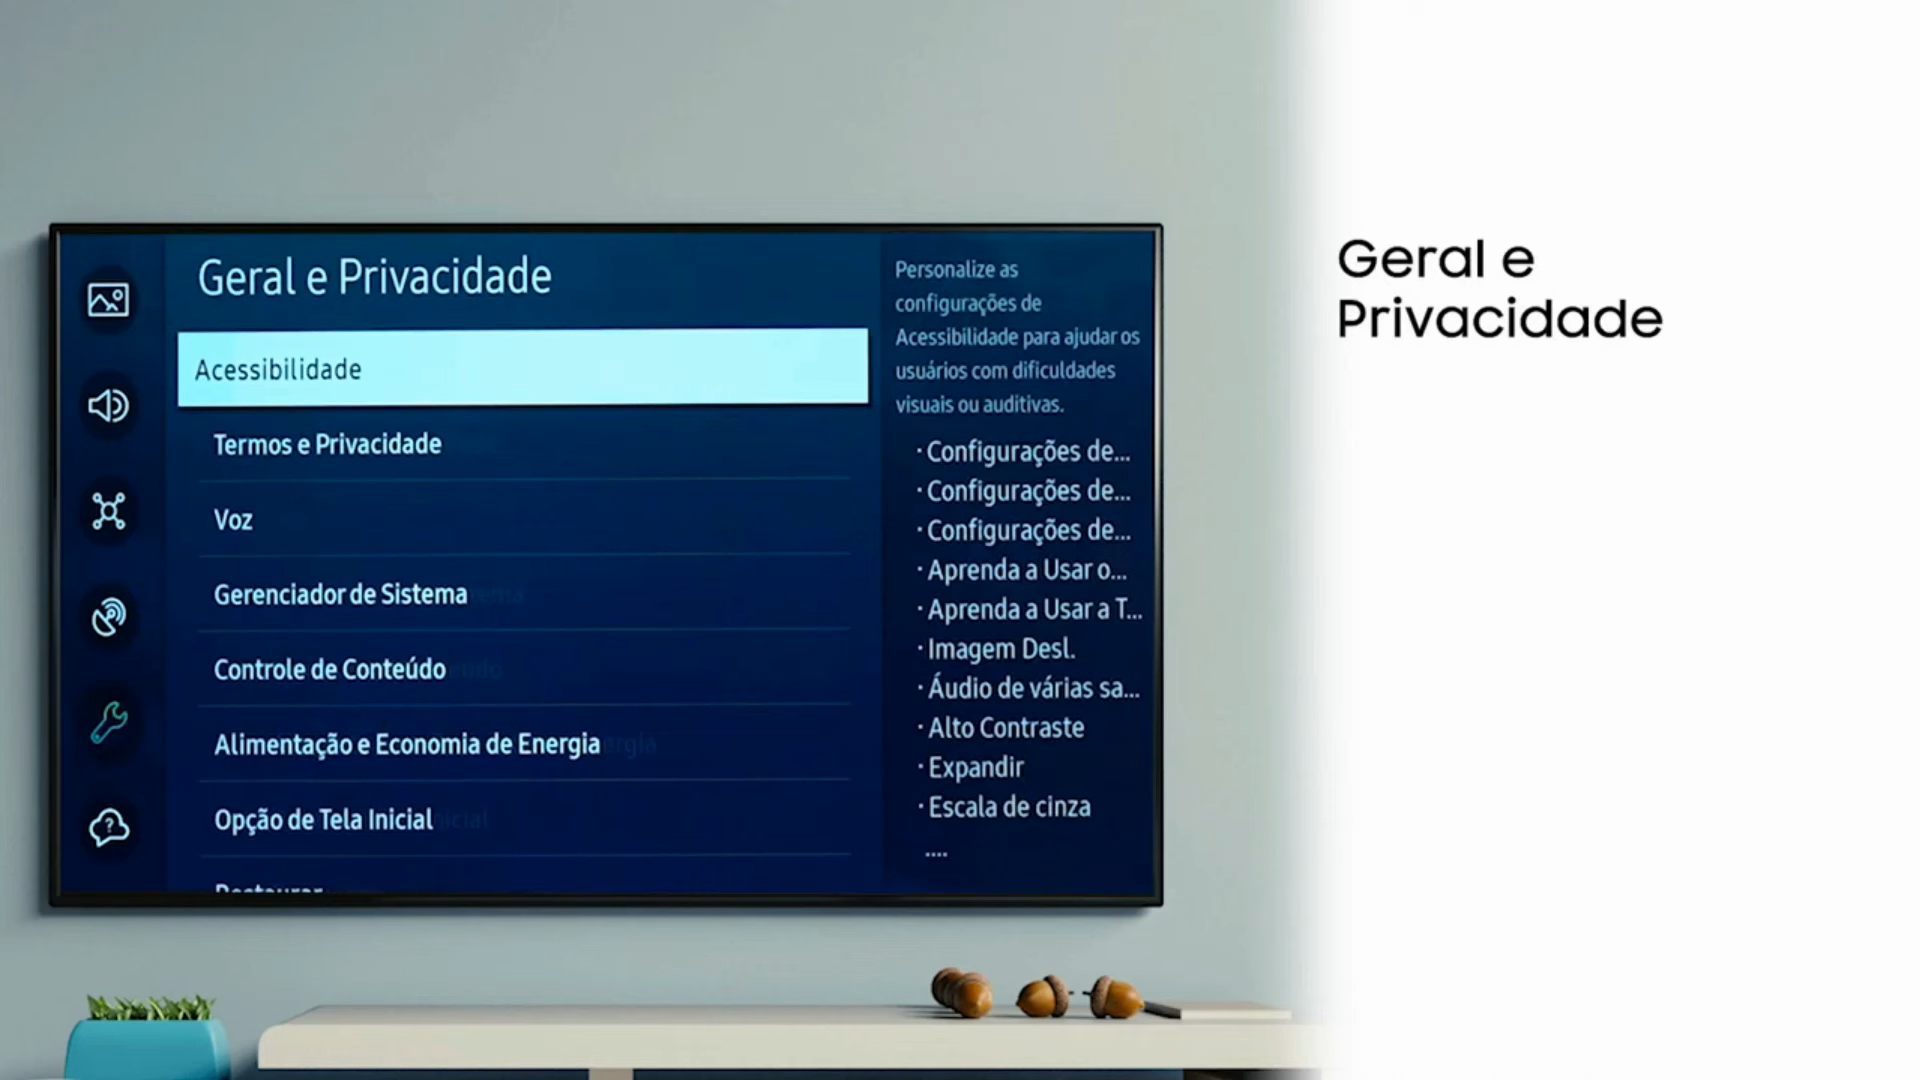 Geral e Privacidade
Acessibilidade
Termos e Privacidade
Voz
Gerenciador de Sistema
Controle de Conteúdo
Alimentação e Economia de Energia
Opção de Tela Inicial
Personalize as
configurações de
Acessibilidade para ajudar os
usuários com dificuldades
visuais ou auditivas.
· Configurações de...
· Configurações de...
· Configurações de...
· Aprenda a Usar o...
· Aprenda a Usar a T...
· Imagem Desl.
· Áudio de várias sa...
· Alto Contraste
· Expandir
· Escala de cinza
....
Geral e
Privacidade